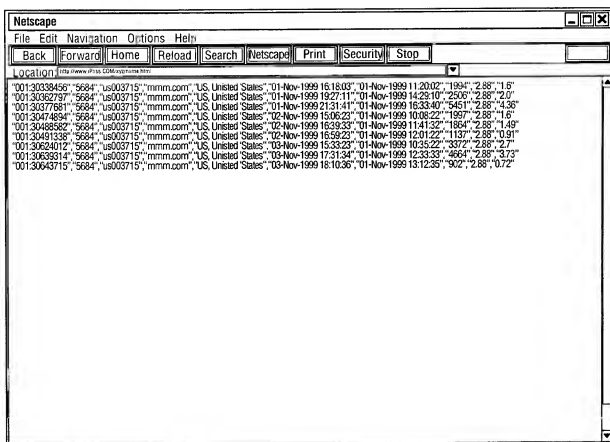 Netscape
File Edit Navigation Options Help
Back Forward Home Reload Search Netscape Print Security Stop
Location:
"001:30338456","5684","us003715","mmm.com","US, Unisted 'States","01-Nov-1999 16:18:03","01-Nov-1999 11:20:02","1994","2.88","1.6"
"001:30362797","5684","us003715","mmm.com","US, Unisted 'States","01-Nov-1999 19:27:11","01-Nov-1999 14:29:10","2506","2.88","2.0"
"001:30377681","5684","us003715","mmm.com","US, Unisted 'States","01-Nov-1999 21:31:41","01-Nov-1999 16:33:40","5451","2.88","4.36"
"001:30474894","5684","us003715","mmm.com","US, Unisted 'States","02-Nov-1999 15:06:23","01-Nov-1999 10:08:22","1997","2.88","1.6"
"001:30488582","5684","us003715","mmm.com","US, Unisted 'States","02-Nov-1999 16:39:33","01-Nov-1999 11:41:32","1864","2.88","1.49"
"001:30491338","5684","us003715","mmm.com","US, Unisted 'States","02-Nov-1999 16:59:23","01-Nov-1999 12:01:22","1137","2.88","0.91"
"001:30624012","5684","us003715","mmm.com","US, Unisted 'States","03-Nov-1999 15:33:23","01-Nov-1999 10:35:22","3372","2.88","2.7"
"001:30639314","5684","us003715","mmm.com","US, Unisted 'States","03-Nov-1999 17:31:34","01-Nov-1999 12:33:33","4664","2.88","3.73"
"001:30643715","5684","us003715","mmm.com","US, Unisted 'States","03-Nov-1999 18:10:36","01-Nov-1999 13:12:35","902","2.88","0.72"